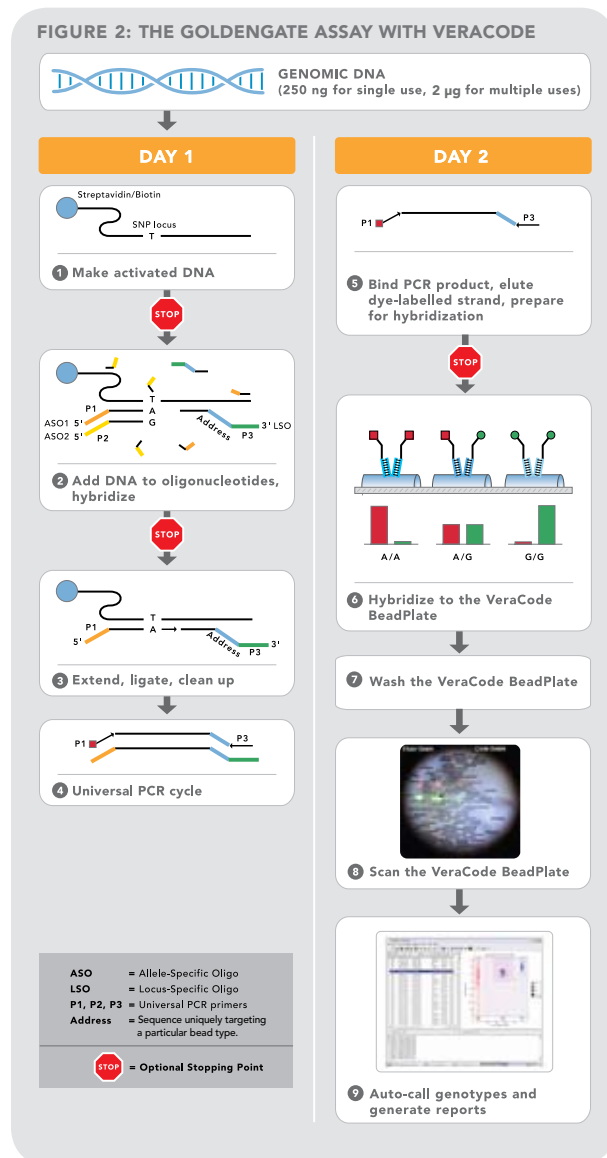 FIGURE 2: THE GOLDENGATE ASSAY WITH VERACODE
GENOMIC DNA
(250 ng for single use, 2 µg for multiple uses)
DAY 1
Streptavidin/Biotin
SNP locus
T
1 Make activated DNA
STOP
T
P1
A
ASO1 5'
G
ASO2 5'
P2
Address
P3
3' LSO
2 Add DNA to oligonucleotides,
hybridize
STOP
T
P1
A
5'
Address
P3
3'
3 Extend, ligate, clean up
P1
P3
4 Universal PCR cycle
ASO = Allele-Specific Oligo
LSO = Locus-Specific Oligo
P1, P2, P3 = Universal PCR primers
Address = Sequence uniquely targeting
a particular bead type.
STOP = Optional Stopping Point
DAY 2
P1
P3
5 Bind PCR product, elute
dye-labelled strand, prepare
for hybridization
STOP
A/A A/G G/G
6 Hybridize to the VeraCode
BeadPlate
7 Wash the VeraCode BeadPlate
8 Scan the VeraCode BeadPlate
9 Auto-call genotypes and
generate reports